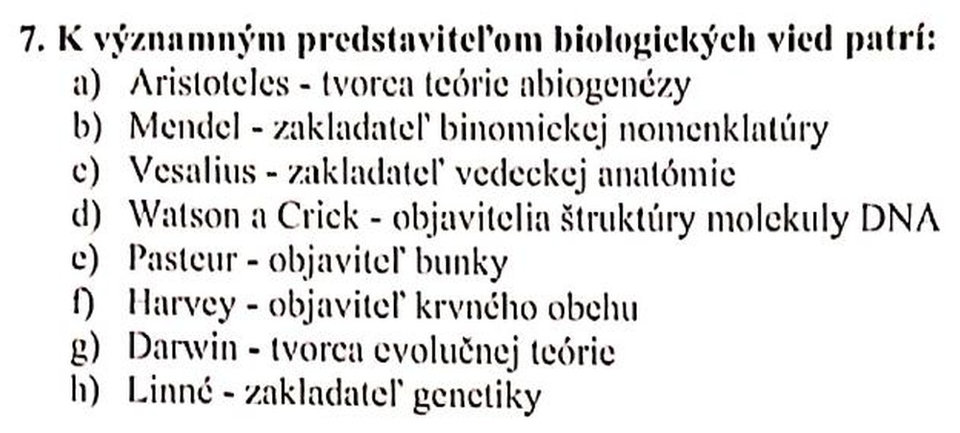 7. K významným predstaviteľom biologických vied patrí:
a) Aristoteles - tvorca teórie abiogenézy
b) Mendel - zakladateľ binomickej nomenklatúry
c) Vesalius - zakladateľ vedeckej anatómie
d) Watson a Crick - objavitelia štruktúry molekuly DNA
e) Pasteur - objaviteľ bunky
f) Harvey - objaviteľ krvného obehu
g) Darwin - tvorca evolučnej teórie
h) Linné - zakladateľ genetiky